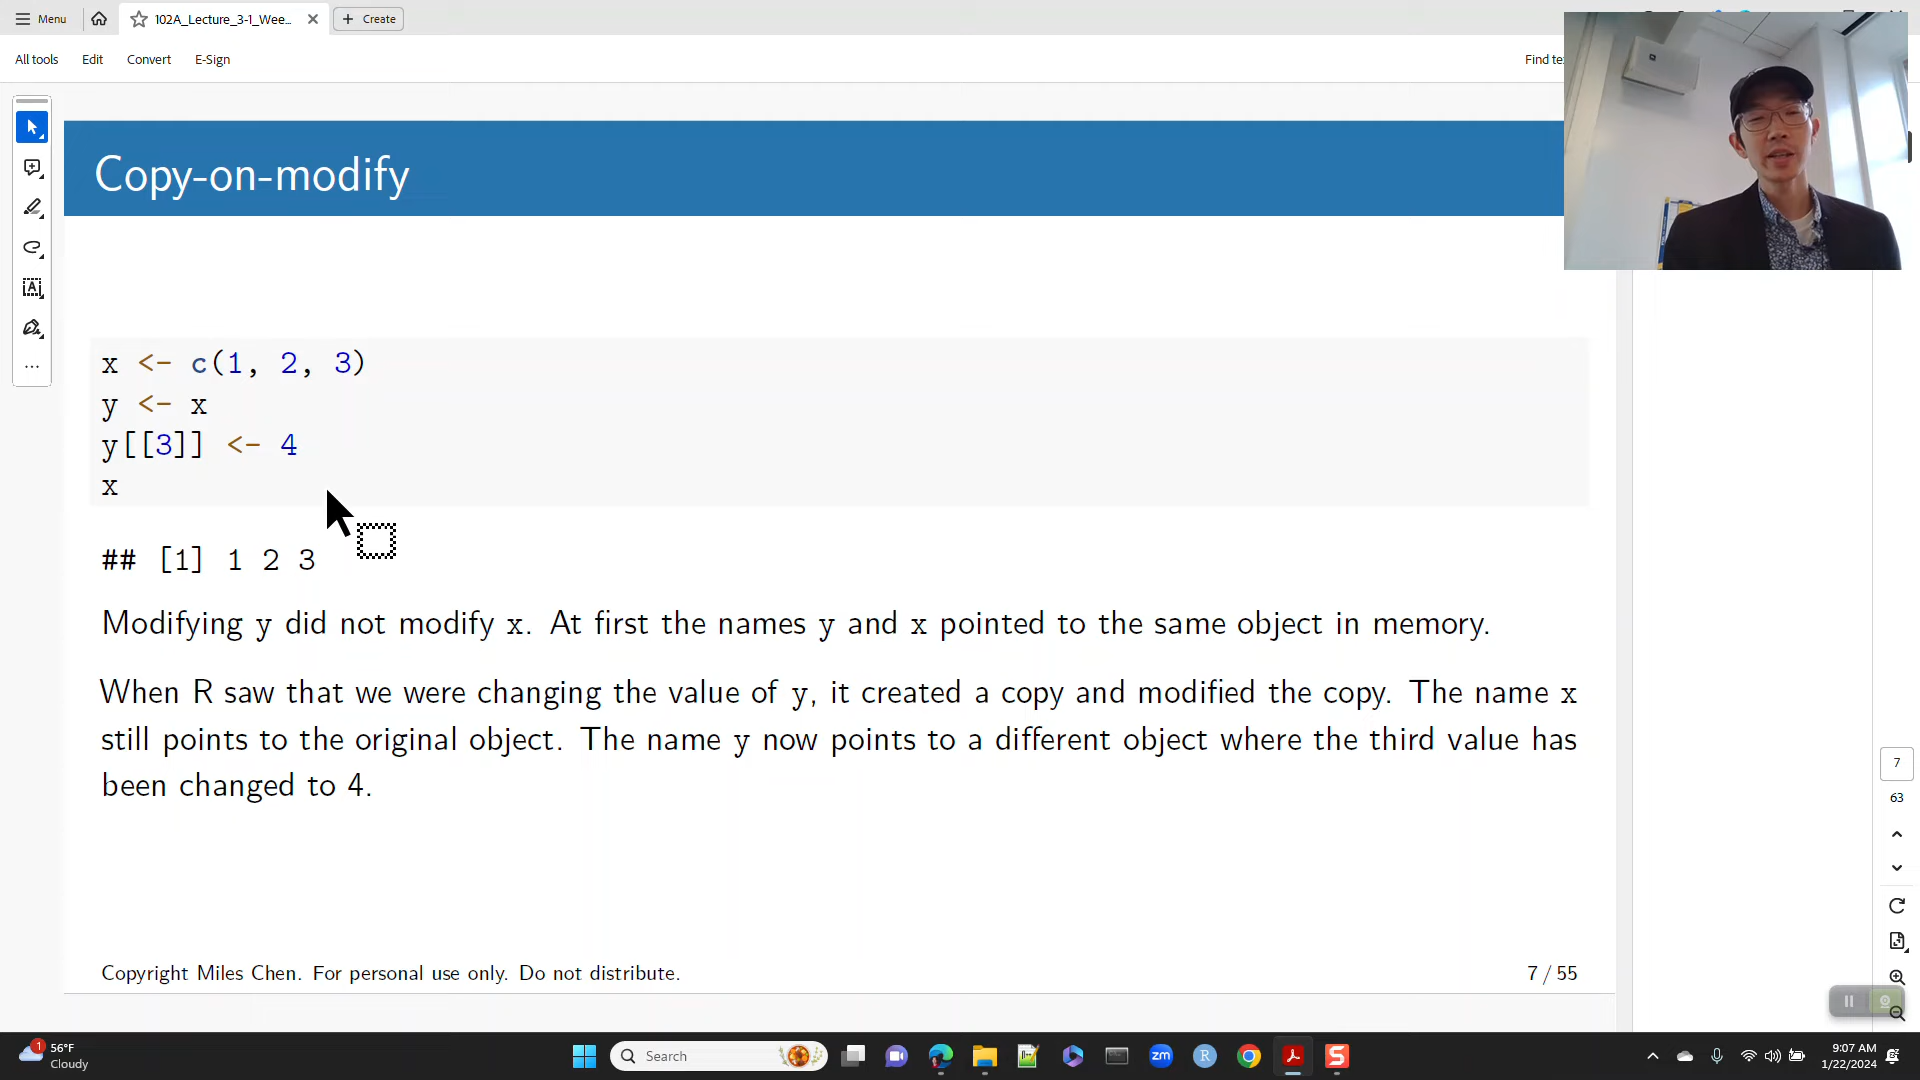 Menu
102A_Lecture_3-1_Wee...
Create
All tools
Edit
Convert
E-Sign
Copy-on-modify
x <- c(1, 2, 3)
y <- x
y[[3]] <- 4
x
## [1] 1 2 3
Modifying y did not modify x. At first the names y and x pointed to the same object in memory.
When R saw that we were changing the value of y, it created a copy and modified the copy. The name x
still points to the original object. The name y now points to a different object where the third value has
been changed to 4.
Copyright Miles Chen. For personal use only. Do not distribute.
7 / 55
7
63
1
56°F
Cloudy
Search
zm
R
S
9:07 AM
1/22/2024